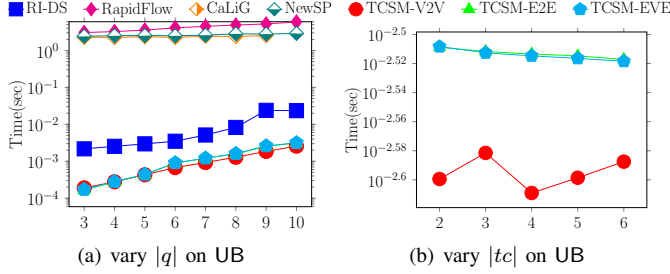 RI-DS RapidFlow CaLiG NewSP TCSM-V2V TCSM-E2E TCSM-EVE
Time(sec)
10^0
10^-1
10^-2
10^-3
10^-4
3 4 5 6 7 8 9 10
(a) vary |q| on UB
Time(sec)
10^-2.5
10^-2.52
10^-2.54
10^-2.56
10^-2.58
10^-2.6
2 3 4 5 6
(b) vary |tc| on UB